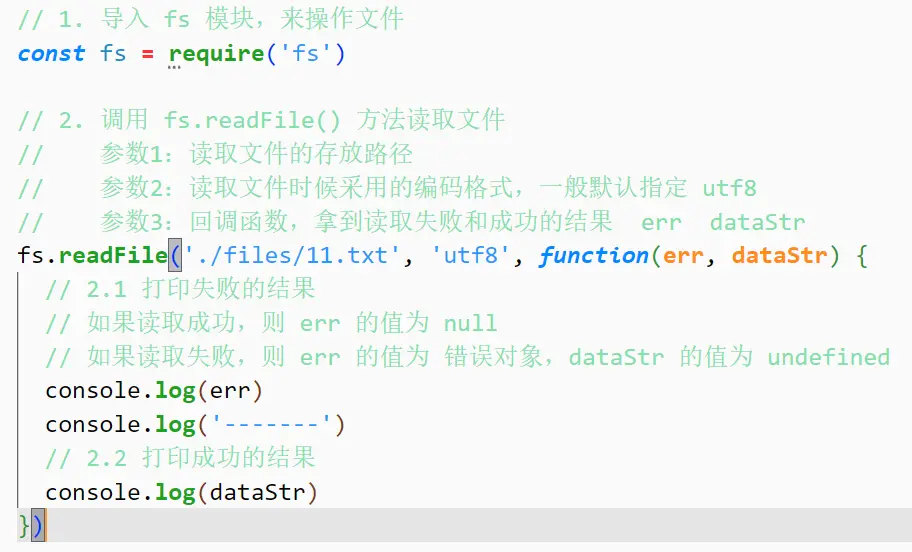 // 1. 导入 fs 模块，来操作文件
const fs = require('fs')
// 2. 调用 fs.readFile() 方法读取文件
//    参数1：读取文件的存放路径
//    参数2：读取文件时候采用的编码格式，一般默认指定 utf8
//    参数3：回调函数，拿到读取失败和成功的结果  err  dataStr
fs.readFile('./files/11.txt', 'utf8', function(err, dataStr) {
  // 2.1 打印失败的结果
  // 如果读取成功，则 err 的值为 null
  // 如果读取失败，则 err 的值为 错误对象，dataStr 的值为 undefined
  console.log(err)
  console.log('-------')
  // 2.2 打印成功的结果
  console.log(dataStr)
})